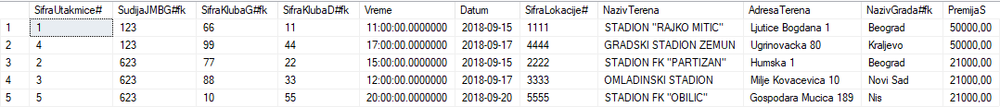 SifraUtakmice# SudijaJMBG#fk SifraKlubaG#fk SifraKlubaD#fk Vreme Datum SifraLokacije# NazivTerena AdresaTerena NazivGrada#fk PremijaS
1 1 123 66 11 11:00:00.0000000 2018-09-15 1111 STADION "RAJKO MITIC" Ljutice Bogdana 1 Beograd 50000,00
2 4 123 99 44 17:00:00.0000000 2018-09-17 4444 GRADSKI STADION ZEMUN Ugrinovacka 80 Kraljevo 50000,00
3 2 623 77 22 15:00:00.0000000 2018-09-15 2222 STADION FK "PARTIZAN" Humska 1 Beograd 21000,00
4 3 623 88 33 12:00:00.0000000 2018-09-17 3333 OMLADINSKI STADION Milje Kovacevica 10 Novi Sad 21000,00
5 5 623 10 55 20:00:00.0000000 2018-09-20 5555 STADION FK "OBILIC" Gospodara Mucica 189 Nis 21000,00